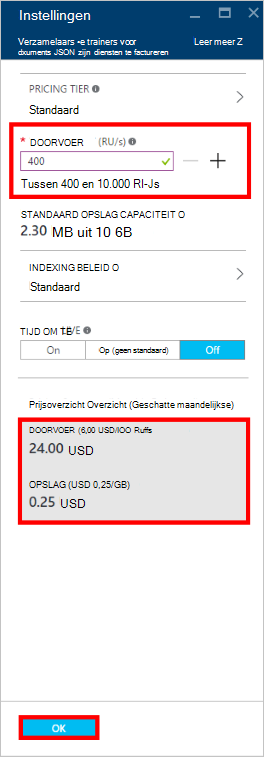 Instellingen
Verzamelaars -e trainers voor
dxuments JSON zijn diensten te factureren
Leer meer Z
PRICING TIER
Standaard
* DOORVOER (RU/s)
400
Tussen 400 en 10.000 RI-Js
STANDAARD OPSLAG CAPACITEIT O
2.30 MB uit 10 6B
INDEXING BELEID O
Standaard
TIJD OM TE/E
On Op (geen standaard) Off
Prijsoverzicht Overzicht (Geschatte maandelijkse)
DOORVOER (6,00 USD/IOO Ruffs
24.00 USD
OPSLAG (USD 0,25/GB)
0.25 USD
OK